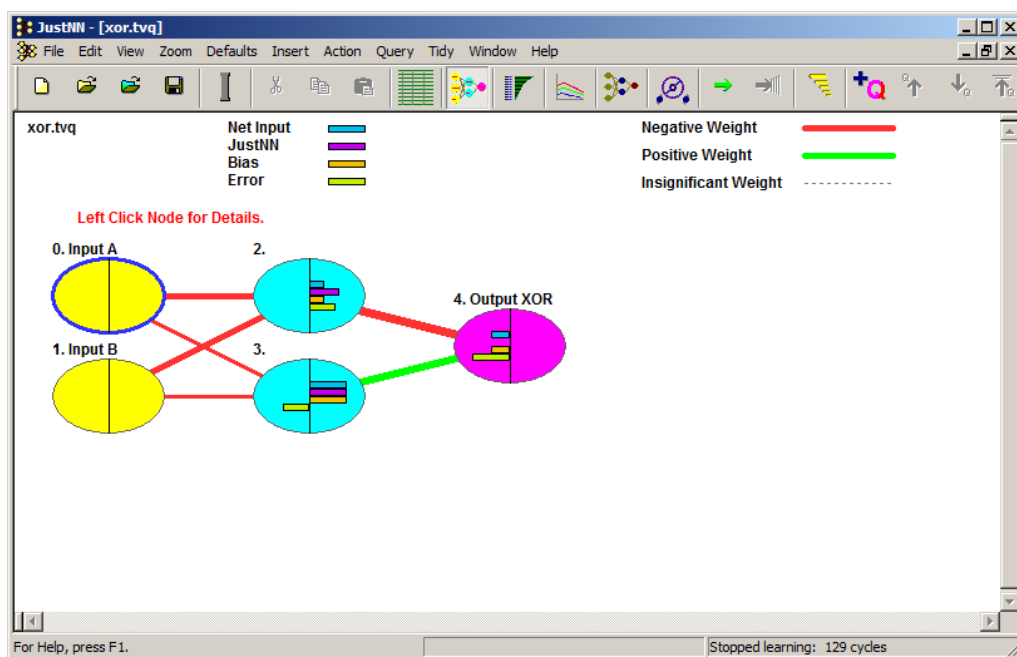 JustNN - [xor.tvq]
File Edit View Zoom Defaults Insert Action Query Tidy Window Help
+Q
xor.tvq
Net Input
JustNN
Bias
Error
Negative Weight
Positive Weight
Insignificant Weight
Left Click Node for Details.
0. Input A
2.
4. Output XOR
1. Input B
3.
For Help, press F1.
Stopped learning: 129 cycles